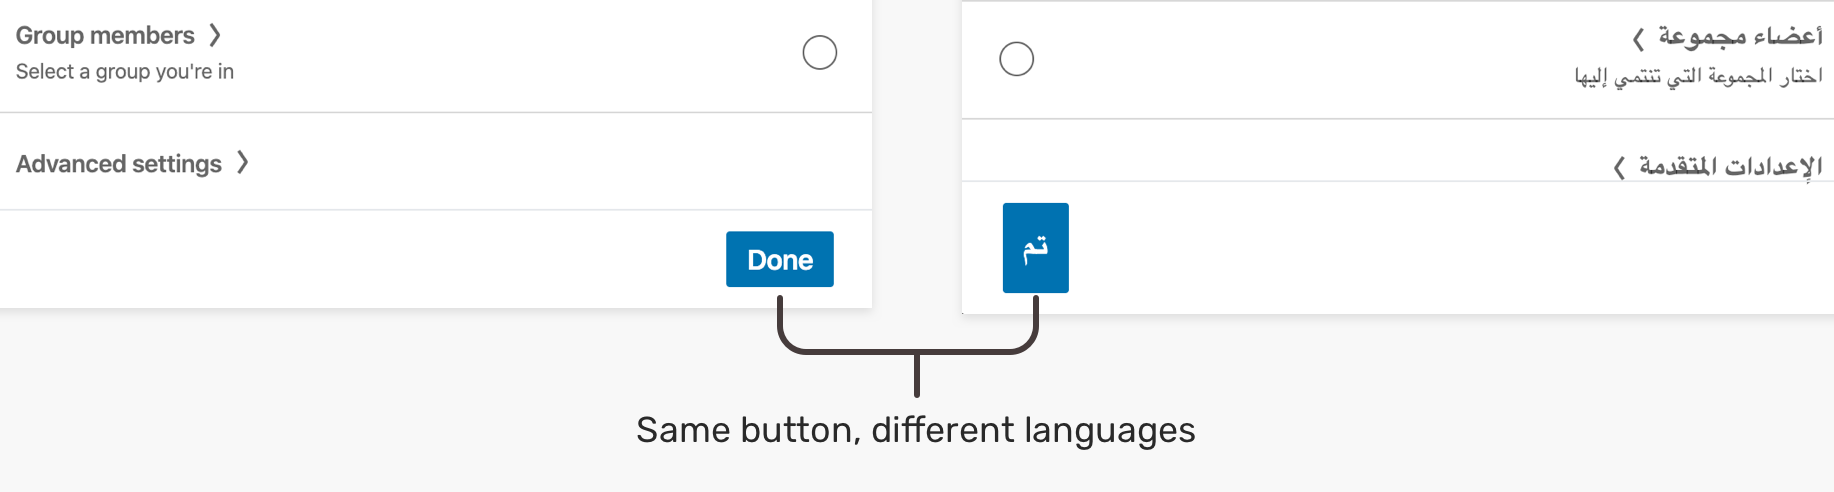 Group members
Select a group you're in
Advanced settings
Done
أعضاء مجموعة
اختار المجموعة التي تنتمي إليها
الإعدادات المتقدمة
تم
Same button, different languages